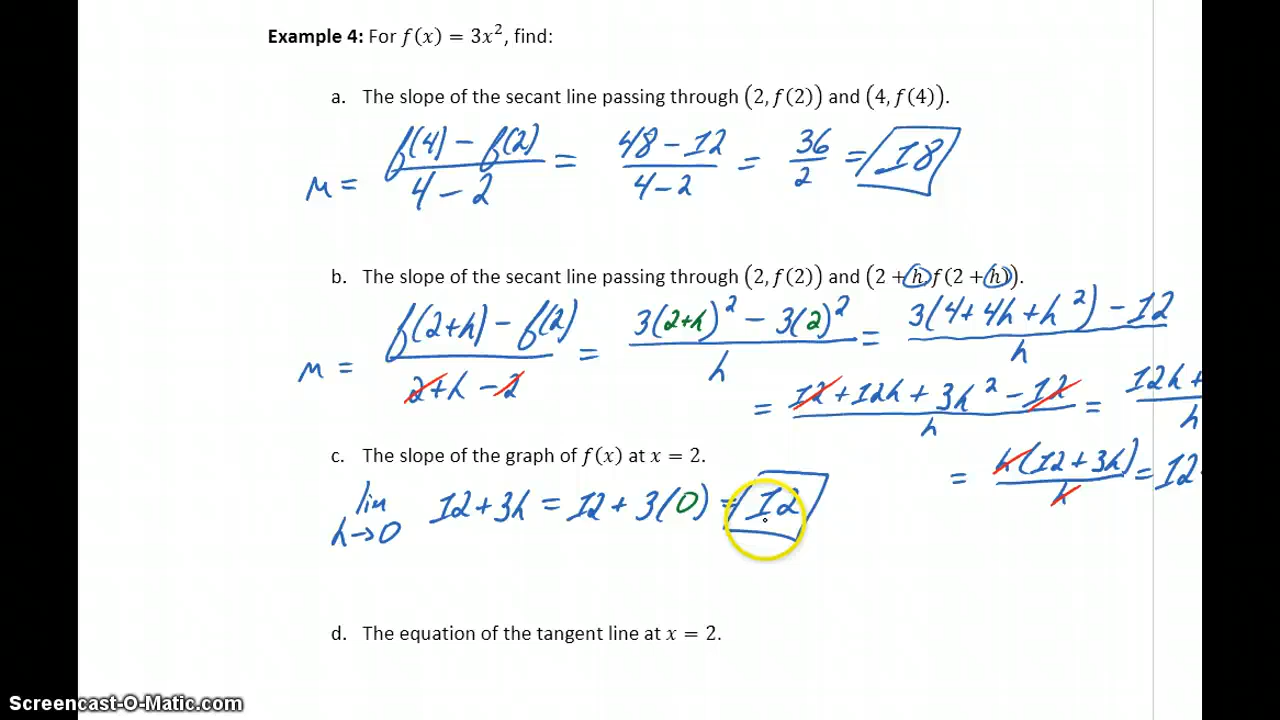 Example 4: For f(x) = 3x², find:
a. The slope of the secant line passing through (2, f(2)) and (4, f(4)).
m = (f(4) − f(2))/(4 − 2) = (48 − 12)/(4 − 2) = 36/2 = 18
b. The slope of the secant line passing through (2, f(2)) and (2 + h, f(2 + h)).
m = (f(2+h) − f(2))/(2+h − 2) = (3(2+h)² − 3(2)²)/h = (3(4 + 4h + h²) − 12)/h
= (12 + 12h + 3h² − 12)/h = (12h +)/h
= h(12 + 3h)/h = 12
c. The slope of the graph of f(x) at x = 2.
lim h→0 12 + 3h = 12 + 3(0) = 12
d. The equation of the tangent line at x = 2.
Screencast-O-Matic.com